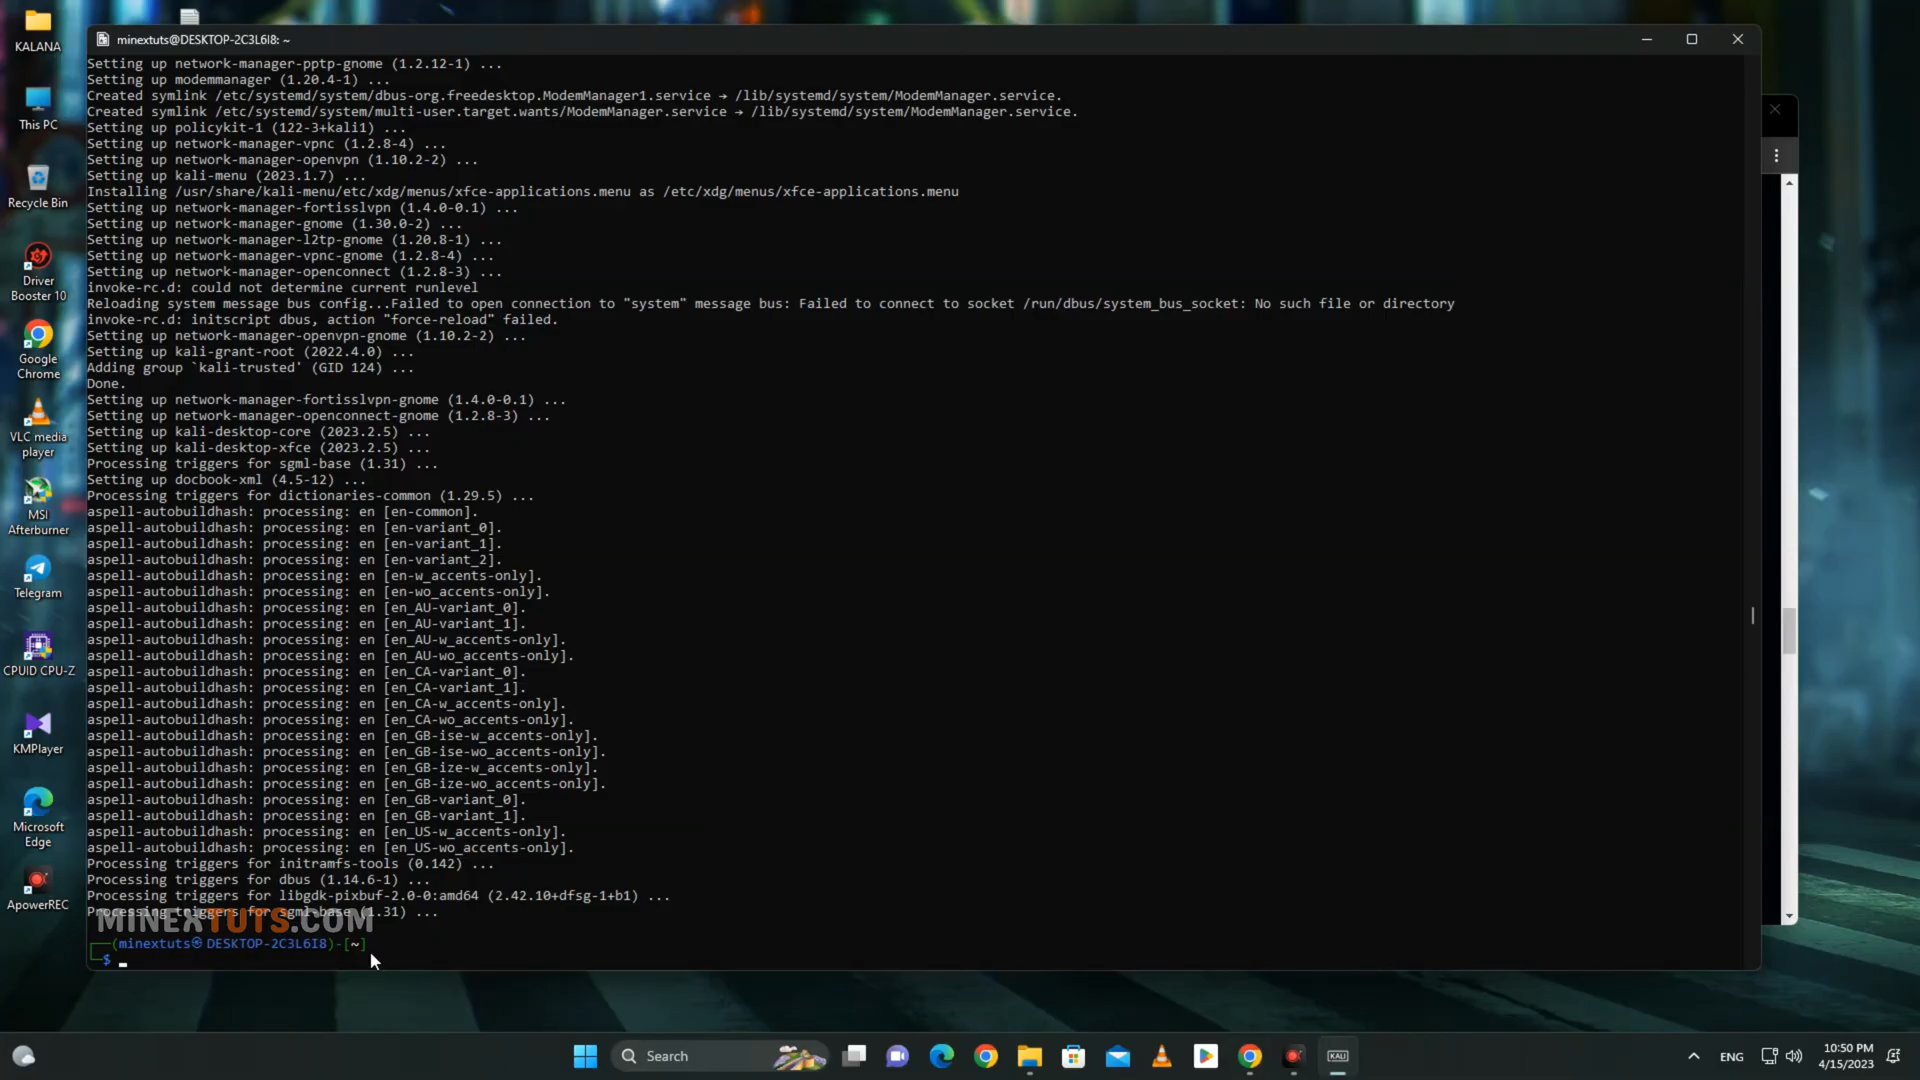 KALANA
This PC
Recycle Bin
Driver
Booster 10
Google
Chrome
VLC media
player
MSI
Afterburner
Telegram
CPUID CPU-Z
KMPlayer
Microsoft
Edge
ApowerREC
minextuts@DESKTOP-2C3L6I8: ~
Setting up network-manager-pptp-gnome (1.2.12-1) ...
Setting up modemmanager (1.20.4-1) ...
Created symlink /etc/systemd/system/dbus-org.freedesktop.ModemManager1.service → /lib/systemd/system/ModemManager.service.
Created symlink /etc/systemd/system/multi-user.target.wants/ModemManager.service → /lib/systemd/system/ModemManager.service.
Setting up policykit-1 (122-3+kali1) ...
Setting up network-manager-vpnc (1.2.8-4) ...
Setting up network-manager-openvpn (1.10.2-2) ...
Setting up kali-menu (2023.1.7) ...
Installing /usr/share/kali-menu/etc/xdg/menus/xfce-applications.menu as /etc/xdg/menus/xfce-applications.menu
Setting up network-manager-fortisslvpn (1.4.0-0.1) ...
Setting up network-manager-gnome (1.30.0-2) ...
Setting up network-manager-l2tp-gnome (1.20.8-1) ...
Setting up network-manager-vpnc-gnome (1.2.8-4) ...
Setting up network-manager-openconnect (1.2.8-3) ...
invoke-rc.d: could not determine current runlevel
Reloading system message bus config...Failed to open connection to "system" message bus: Failed to connect to socket /run/dbus/system_bus_socket: No such file or directory
invoke-rc.d: initscript dbus, action "force-reload" failed.
Setting up network-manager-openvpn-gnome (1.10.2-2) ...
Setting up kali-grant-root (2022.4.0) ...
Adding group `kali-trusted' (GID 124) ...
Done.
Setting up network-manager-fortisslvpn-gnome (1.4.0-0.1) ...
Setting up network-manager-openconnect-gnome (1.2.8-3) ...
Setting up kali-desktop-core (2023.2.5) ...
Setting up kali-desktop-xfce (2023.2.5) ...
Processing triggers for sgml-base (1.31) ...
Setting up docbook-xml (4.5-12) ...
Processing triggers for dictionaries-common (1.29.5) ...
aspell-autobuildhash: processing: en [en-common].
aspell-autobuildhash: processing: en [en-variant_0].
aspell-autobuildhash: processing: en [en-variant_1].
aspell-autobuildhash: processing: en [en-variant_2].
aspell-autobuildhash: processing: en [en-w_accents-only].
aspell-autobuildhash: processing: en [en-wo_accents-only].
aspell-autobuildhash: processing: en [en_AU-variant_0].
aspell-autobuildhash: processing: en [en_AU-variant_1].
aspell-autobuildhash: processing: en [en_AU-w_accents-only].
aspell-autobuildhash: processing: en [en_AU-wo_accents-only].
aspell-autobuildhash: processing: en [en_CA-variant_0].
aspell-autobuildhash: processing: en [en_CA-variant_1].
aspell-autobuildhash: processing: en [en_CA-w_accents-only].
aspell-autobuildhash: processing: en [en_CA-wo_accents-only].
aspell-autobuildhash: processing: en [en_GB-ise-w_accents-only].
aspell-autobuildhash: processing: en [en_GB-ise-wo_accents-only].
aspell-autobuildhash: processing: en [en_GB-ize-w_accents-only].
aspell-autobuildhash: processing: en [en_GB-ize-wo_accents-only].
aspell-autobuildhash: processing: en [en_GB-variant_0].
aspell-autobuildhash: processing: en [en_GB-variant_1].
aspell-autobuildhash: processing: en [en_US-w_accents-only].
aspell-autobuildhash: processing: en [en_US-wo_accents-only].
Processing triggers for initramfs-tools (0.142) ...
Processing triggers for dbus (1.14.6-1) ...
Processing triggers for libgdk-pixbuf-2.0-0:amd64 (2.42.10+dfsg-1+b1) ...
Processing triggers for sgml-base (1.31) ...
MINEXTUTS.COM
┌──(minextuts㉿DESKTOP-2C3L6I8)-[~]
└─$
Search
KALI
ENG
10:50 PM
4/15/2023